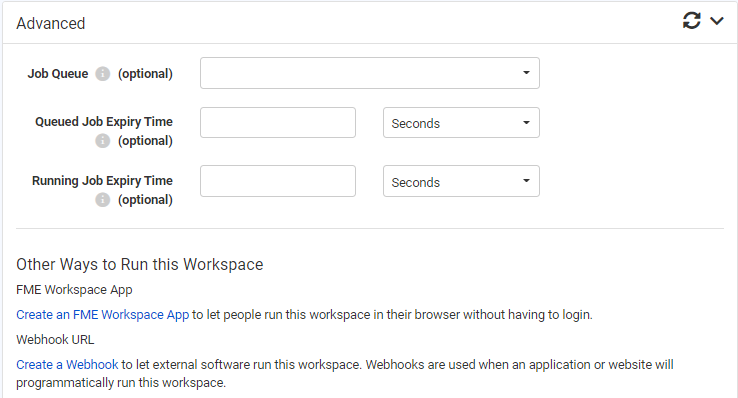 Advanced
Job Queue (optional)
Queued Job Expiry Time
(optional)
Seconds
Running Job Expiry Time
(optional)
Seconds
Other Ways to Run this Workspace
FME Workspace App
Create an FME Workspace App to let people run this workspace in their browser without having to login.
Webhook URL
Create a Webhook to let external software run this workspace. Webhooks are used when an application or website will
programmatically run this workspace.